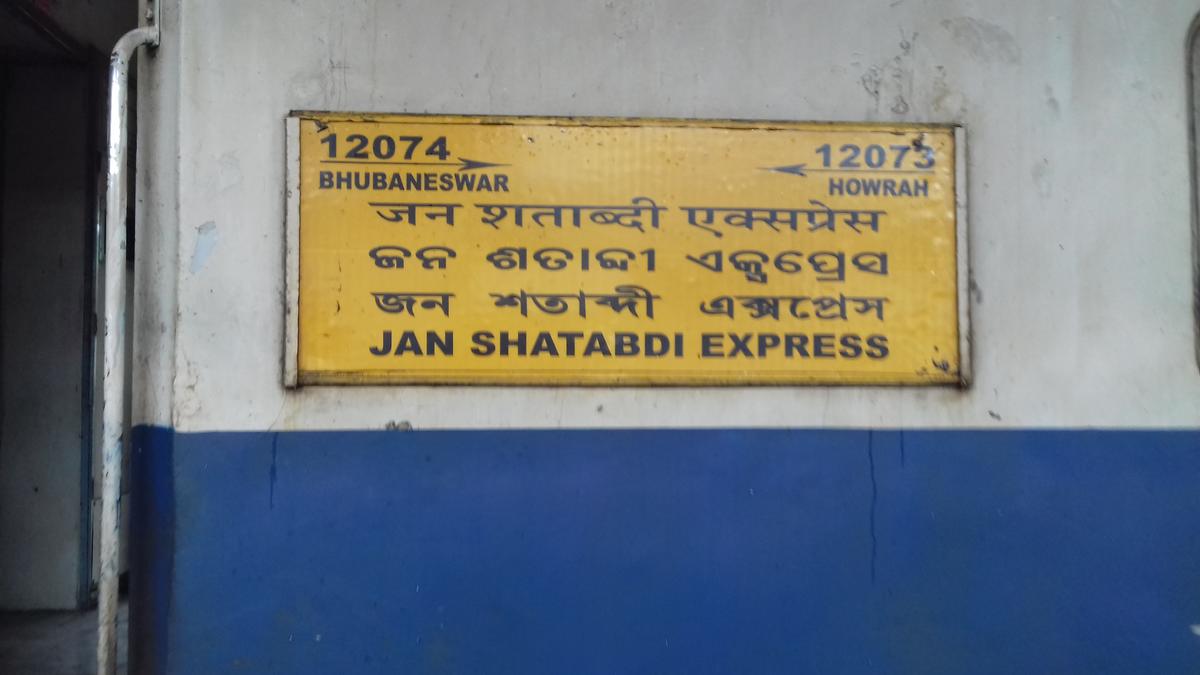 12074 12073
BHUBANESWAR HOWRAH
जन शताब्दी एक्सप्रेस
ଜନ ଶତାବ୍ଦୀ ଏକ୍ସପ୍ରେସ
জন শতাব্দী এক্সপ্রেস
JAN SHATABDI EXPRESS